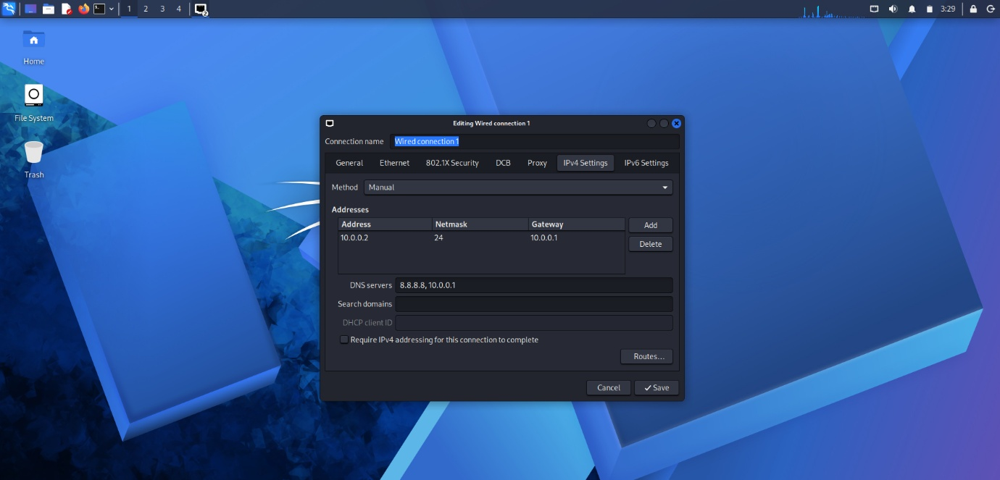 1 2 3 4 2 3:29
Home
File System
Trash
Editing Wired connection 1
Connection name Wired connection 1
General Ethernet 802.1X Security DCB Proxy IPv4 Settings IPv6 Settings
Method Manual
Addresses
Address Netmask Gateway
10.0.0.2 24 10.0.0.1
Add
Delete
DNS servers 8.8.8.8, 10.0.0.1
Search domains
DHCP client ID
Require IPv4 addressing for this connection to complete
Routes…
Cancel Save